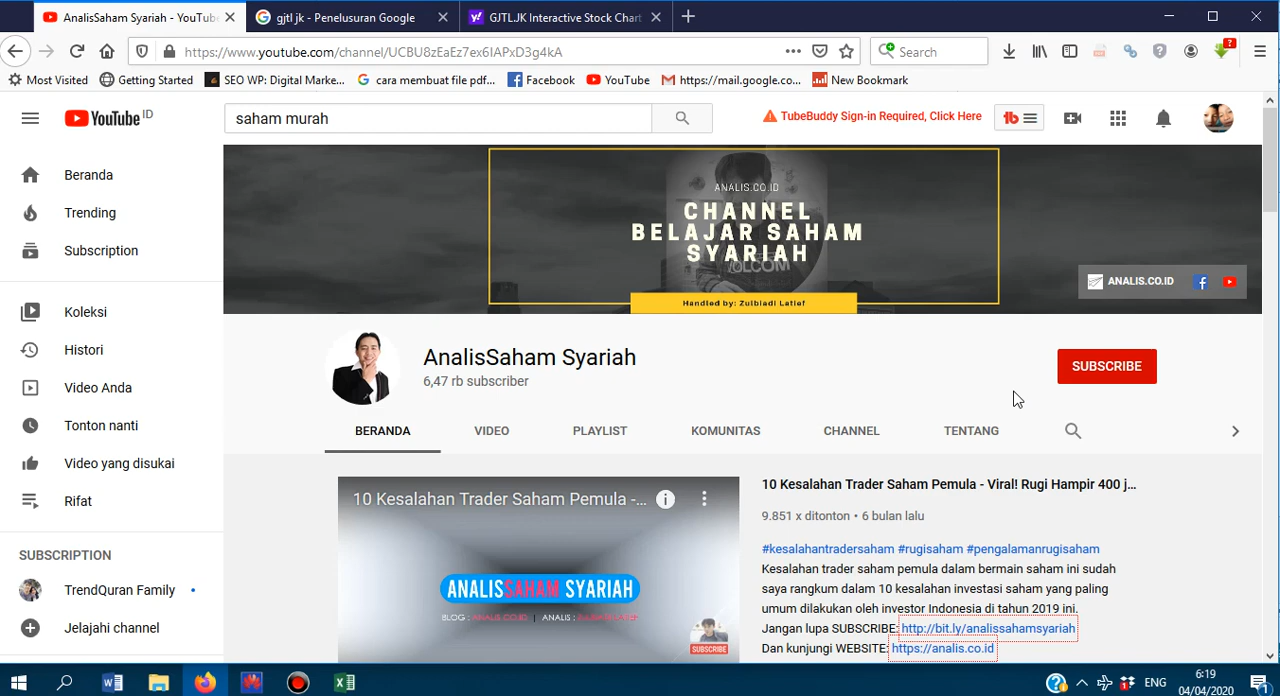 AnalisSaham Syariah - YouTube
gjtl jk - Penelusuran Google
GJTL.JK Interactive Stock Chart
https://www.youtube.com/channel/UCBU8zEaEz7ex6IAPxD3g4kA
Search
Most Visited
Getting Started
SEO WP: Digital Marke...
cara membuat file pdf...
Facebook
YouTube
https://mail.google.co...
New Bookmark
YouTube ID
saham murah
TubeBuddy Sign-in Required, Click Here
Beranda
Trending
Subscription
Koleksi
Histori
Video Anda
Tonton nanti
Video yang disukai
Rifat
SUBSCRIPTION
TrendQuran Family
Jelajahi channel
ANALIS.CO.ID
CHANNEL
BELAJAR SAHAM
SYARIAH
Handled by: Zulbiadi Latief
ANALIS.CO.ID
AnalisSaham Syariah
6,47 rb subscriber
SUBSCRIBE
BERANDA
VIDEO
PLAYLIST
KOMUNITAS
CHANNEL
TENTANG
10 Kesalahan Trader Saham Pemula -...
ANALISSAHAM SYARIAH
SUBSCRIBE
10 Kesalahan Trader Saham Pemula - Viral! Rugi Hampir 400 j...
9.851 x ditonton • 6 bulan lalu
#kesalahantradersaham #rugisaham #pengalamanrugisaham
Kesalahan trader saham pemula dalam bermain saham ini sudah
saya rangkum dalam 10 kesalahan investasi saham yang paling
umum dilakukan oleh investor Indonesia di tahun 2019 ini.
Jangan lupa SUBSCRIBE: http://bit.ly/analissahamsyariah
Dan kunjungi WEBSITE: https://analis.co.id
ENG
6:19
04/04/2020